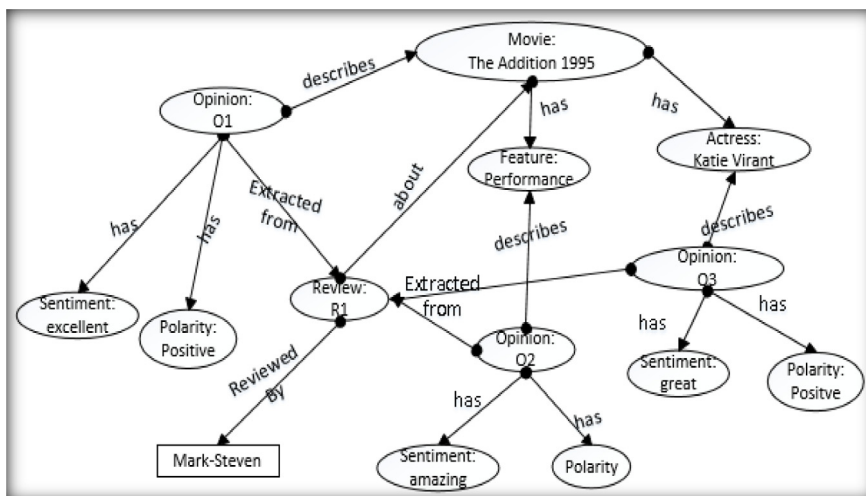 Movie:
The Addition 1995
describes
Opinion:
O1
has
has
Actress:
Katie Virant
Feature:
Performance
Extracted
from
about
has
has
describes
describes
Opinion:
O3
Sentiment:
excellent
Polarity:
Positive
Review:
R1
Extracted
from
has
has
Opinion:
O2
Reviewed
By
Sentiment:
great
Polarity:
Positve
has
has
Mark-Steven
Sentiment:
amazing
Polarity